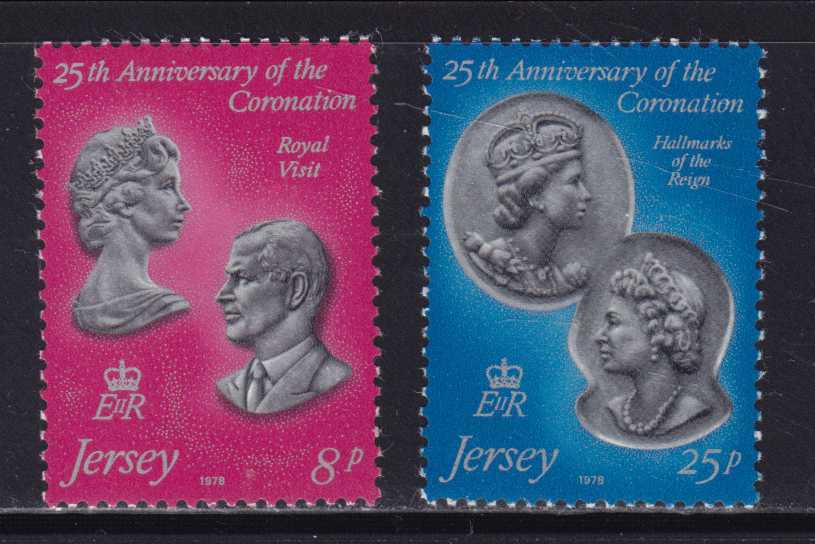 25th Anniversary of the
Coronation
Royal
Visit
EIIR
Jersey
1978
8p
25th Anniversary of the
Coronation
Hallmarks
of the
Reign
EIIR
Jersey
1978
25p